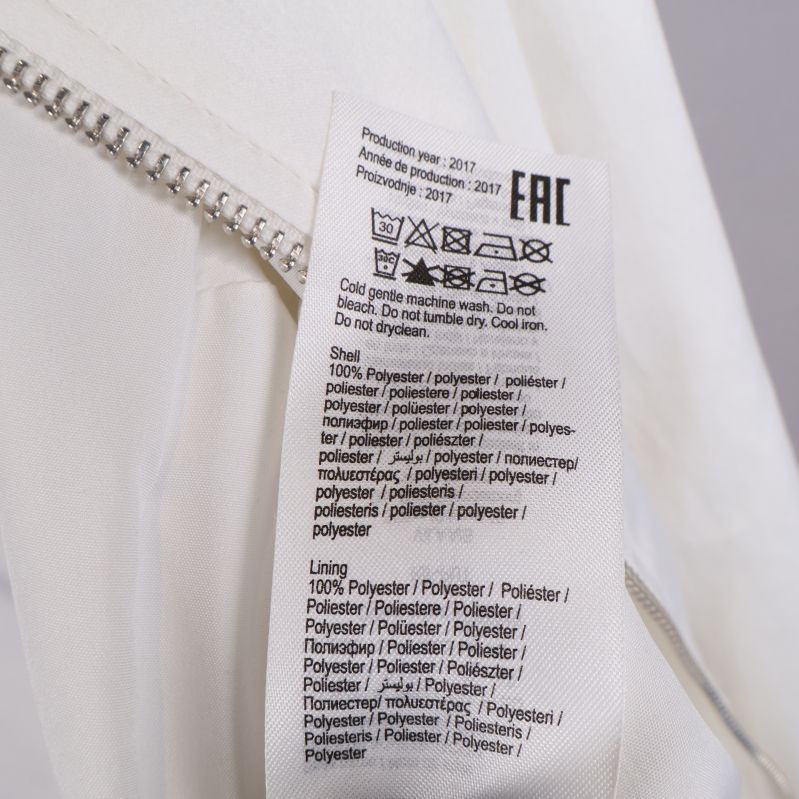 Production year : 2017
Année de production : 2017
Proizvodnje : 2017
EAC
30
30C
Cold gentle machine wash. Do not
bleach. Do not tumble dry. Cool iron.
Do not dryclean.
Shell
100% Polyester / polyester / poliéster /
poliester / poliestere / poliester /
polyester / polüester / polyester /
полиэфир / poliester / poliester / polyes-
ter / poliester / poliészter /
poliester / بوليستر / polyester / полиестер/
πολυεστέρας / polyesteri / polyester /
polyester / poliesteris /
poliesteris / poliester / polyester /
polyester
Lining
100% Polyester / Polyester / Poliéster /
Poliester / Poliestere / Poliester /
Polyester / Polüester / Polyester /
Полиэфир / Poliester / Poliester /
Polyester / Poliester / Poliészter /
Poliester / بوليستر / Polyester /
Полиестер/ πολυεστέρας / Polyesteri /
Polyester / Polyester / Poliesteris /
Poliesteris / Poliester / Polyester /
Polyester